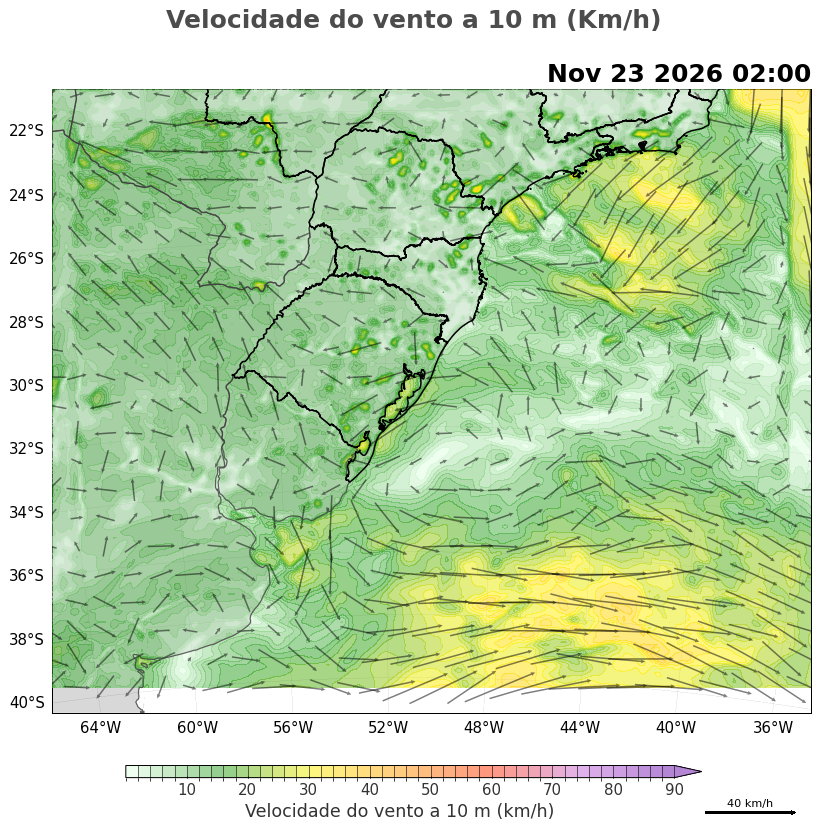 Velocidade do vento a 10 m (Km/h)
Nov 23 2026 02:00
22°S
24°S
26°S
28°S
30°S
32°S
34°S
36°S
38°S
40°S
64°W 60°W 56°W 52°W 48°W 44°W 40°W 36°W
10 20 30 40 50 60 70 80 90
Velocidade do vento a 10 m (km/h)
40 km/h